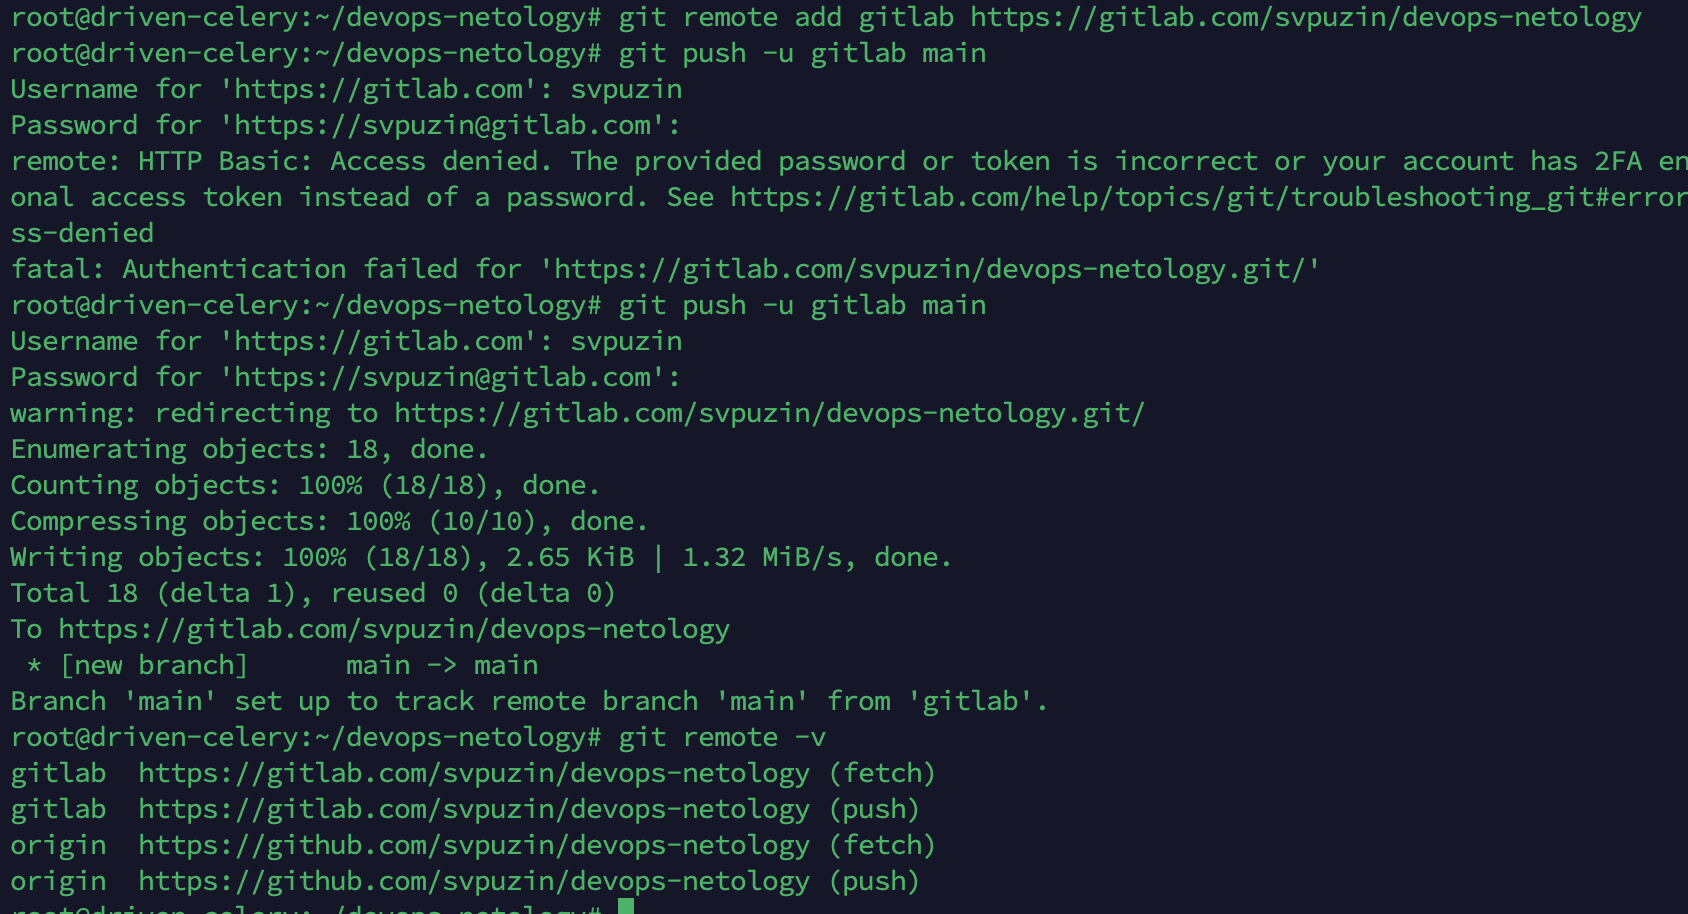 root@driven-celery:~/devops-netology# git remote add gitlab https://gitlab.com/svpuzin/devops-netology
root@driven-celery:~/devops-netology# git push -u gitlab main
Username for 'https://gitlab.com': svpuzin
Password for 'https://svpuzin@gitlab.com':
remote: HTTP Basic: Access denied. The provided password or token is incorrect or your account has 2FA en
onal access token instead of a password. See https://gitlab.com/help/topics/git/troubleshooting_git#error
ss-denied
fatal: Authentication failed for 'https://gitlab.com/svpuzin/devops-netology.git/'
root@driven-celery:~/devops-netology# git push -u gitlab main
Username for 'https://gitlab.com': svpuzin
Password for 'https://svpuzin@gitlab.com':
warning: redirecting to https://gitlab.com/svpuzin/devops-netology.git/
Enumerating objects: 18, done.
Counting objects: 100% (18/18), done.
Compressing objects: 100% (10/10), done.
Writing objects: 100% (18/18), 2.65 KiB | 1.32 MiB/s, done.
Total 18 (delta 1), reused 0 (delta 0)
To https://gitlab.com/svpuzin/devops-netology
 * [new branch]      main -> main
Branch 'main' set up to track remote branch 'main' from 'gitlab'.
root@driven-celery:~/devops-netology# git remote -v
gitlab  https://gitlab.com/svpuzin/devops-netology (fetch)
gitlab  https://gitlab.com/svpuzin/devops-netology (push)
origin  https://github.com/svpuzin/devops-netology (fetch)
origin  https://github.com/svpuzin/devops-netology (push)
root@driven-celery:~/devops-netology#